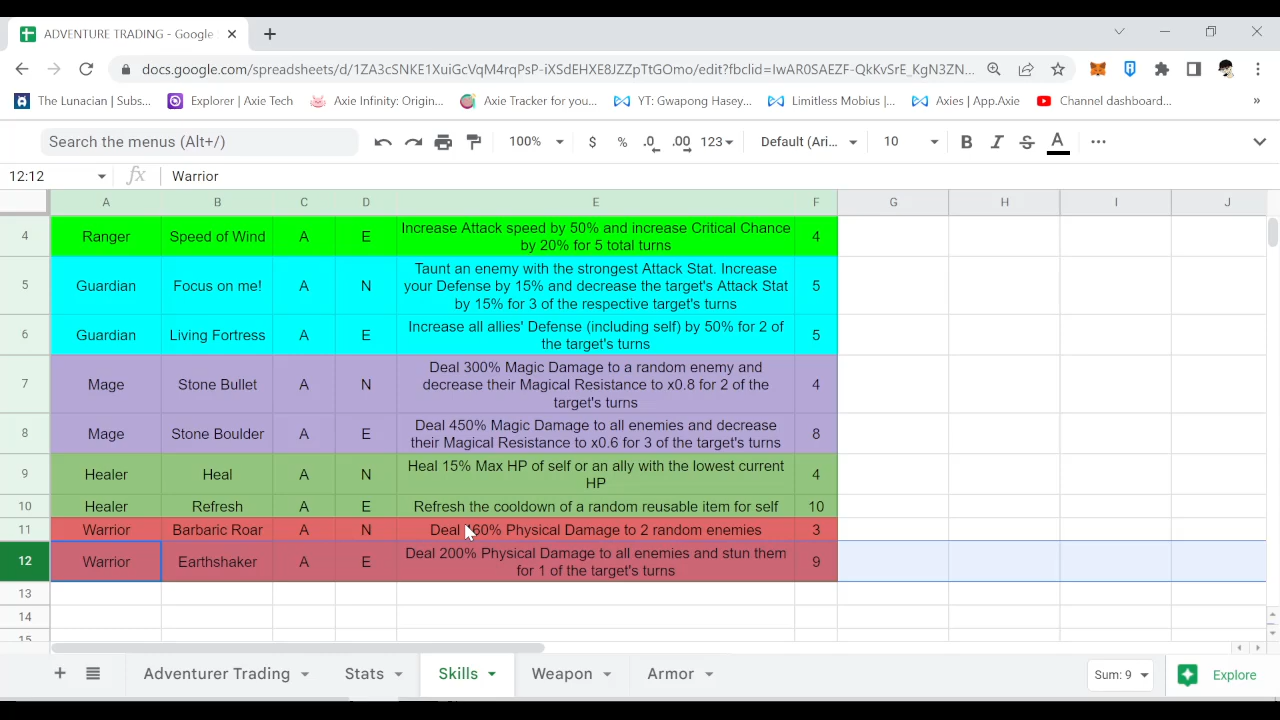 ADVENTURE TRADING - Google
docs.google.com/spreadsheets/d/1ZA3cSNKE1XuiGcVqM4rqPsP-iXSdEHXE8JZZpTtGOmo/edit?fbclid=IwAR0SAEZF-QkKvSrE_KgN3ZN...
The Lunacian | Subs... Explorer | Axie Tech Axie Infinity: Origin... Axie Tracker for you... YT: Gwapong Hasey... Limitless Mobius |... Axies | App.Axie Channel dashboard... »
Search the menus (Alt+/) 100% $ % .0 .00 123 Default (Ari... 10 B I S A
12:12 fx Warrior
A B C D E F G H I J
4 Ranger Speed of Wind A E Increase Attack speed by 50% and increase Critical Chance 4
by 20% for 5 total turns
5 Guardian Focus on me! A N Taunt an enemy with the strongest Attack Stat. Increase 5
your Defense by 15% and decrease the target's Attack Stat
by 15% for 3 of the respective target's turns
6 Guardian Living Fortress A E Increase all allies' Defense (including self) by 50% for 2 of 5
the target's turns
7 Mage Stone Bullet A N Deal 300% Magic Damage to a random enemy and 4
decrease their Magical Resistance to x0.8 for 2 of the
target's turns
8 Mage Stone Boulder A E Deal 450% Magic Damage to all enemies and decrease 8
their Magical Resistance to x0.6 for 3 of the target's turns
9 Healer Heal A N Heal 15% Max HP of self or an ally with the lowest current 4
HP
10 Healer Refresh A E Refresh the cooldown of a random reusable item for self 10
11 Warrior Barbaric Roar A N Deal Physical Damage to 2 random enemies 3
12 Warrior Earthshaker A E Deal 200% Physical Damage to all enemies and stun them 9
for 1 of the target's turns
13
14
15
Adventurer Trading Stats Skills Weapon Armor Sum: 9 Explore